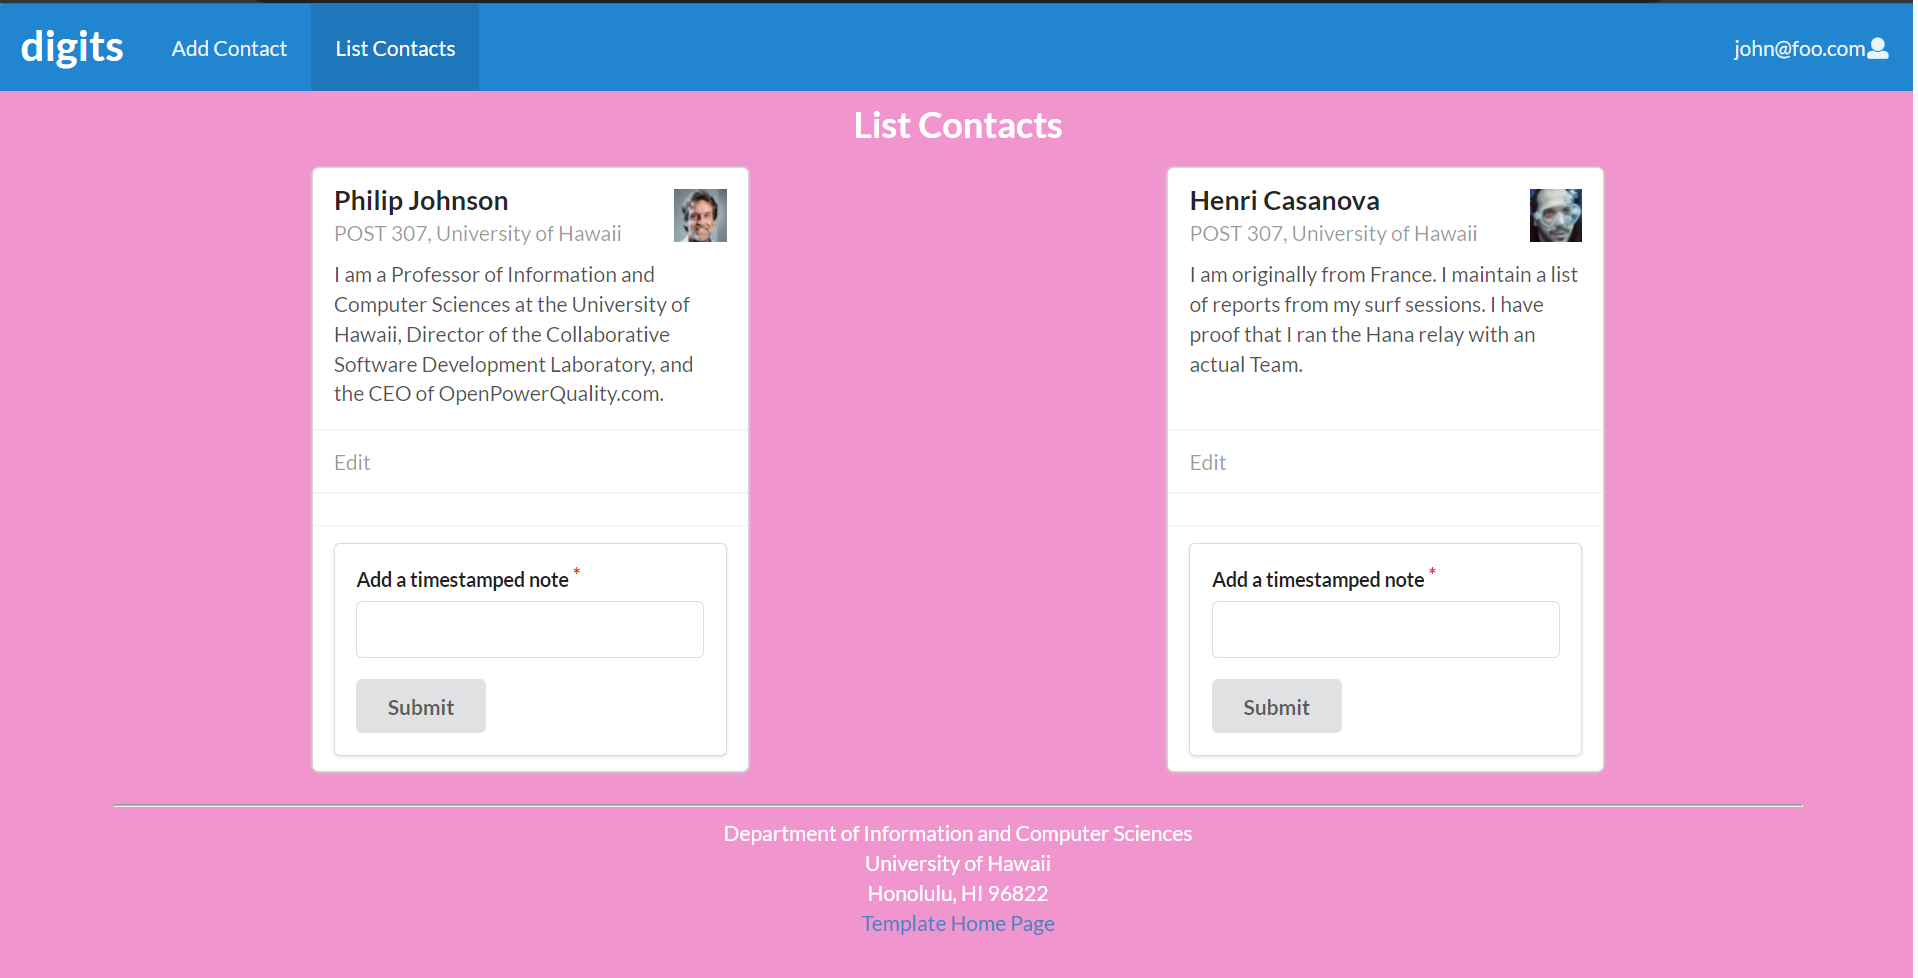 digits
Add Contact
List Contacts
john@foo.com
List Contacts
Philip Johnson
POST 307, University of Hawaii
I am a Professor of Information and
Computer Sciences at the University of
Hawaii, Director of the Collaborative
Software Development Laboratory, and
the CEO of OpenPowerQuality.com.
Edit
Add a timestamped note *
Submit
Henri Casanova
POST 307, University of Hawaii
I am originally from France. I maintain a list
of reports from my surf sessions. I have
proof that I ran the Hana relay with an
actual Team.
Edit
Add a timestamped note *
Submit
Department of Information and Computer Sciences
University of Hawaii
Honolulu, HI 96822
Template Home Page